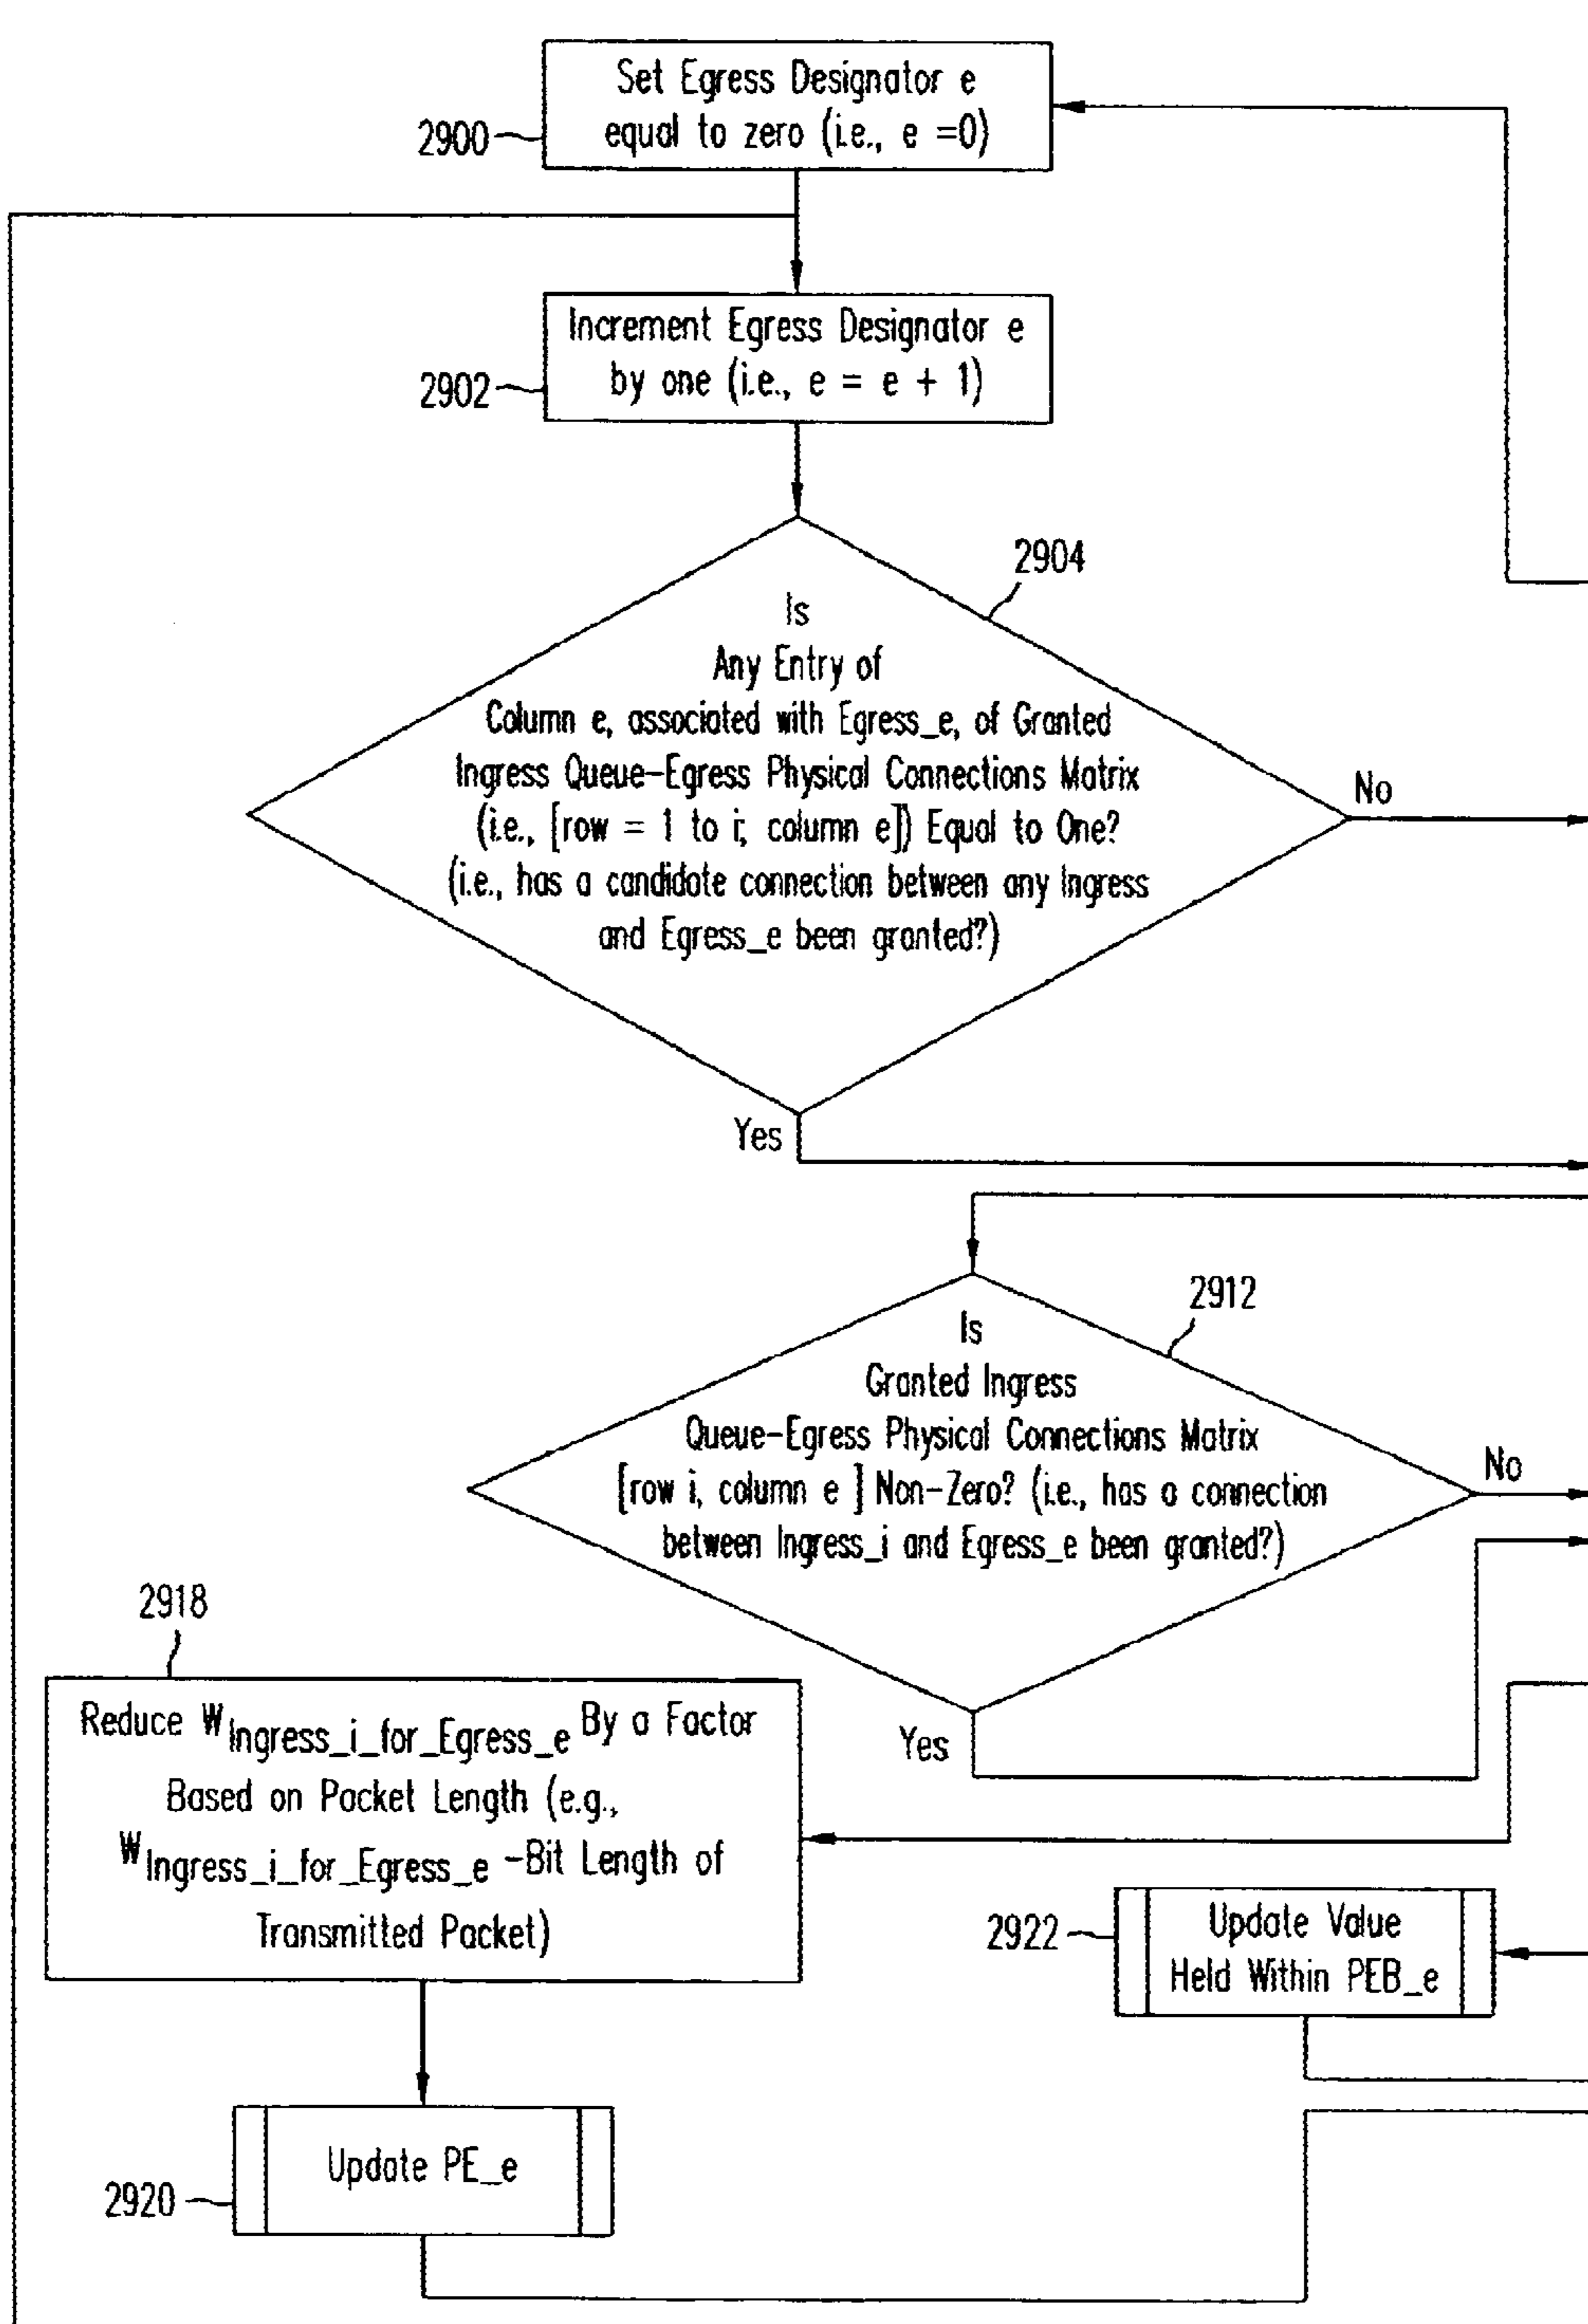 Set Egress Designator e
equal to zero (i.e., e =0)
2900
Increment Egress Designator e
by one (i.e., e = e + 1)
2902
2904
Is
Any Entry of
Column e, associated with Egress_e, of Granted
Ingress Queue-Egress Physical Connections Matrix
(i.e., [row = 1 to i; column e]) Equal to One?
(i.e., has a candidate connection between any Ingress
and Egress_e been granted?)
No
Yes
2912
Is
Granted Ingress
Queue-Egress Physical Connections Matrix
[row i, column e ] Non-Zero? (i.e., has a connection
between Ingress_i and Egress_e been granted?)
No
Yes
2918
Reduce W Ingress_i_for_Egress_e By a Factor
Based on Packet Length (e.g.,
W Ingress_i_for_Egress_e -Bit Length of
Transmitted Packet)
2922
Update Value
Held Within PEB_e
Update PE_e
2920